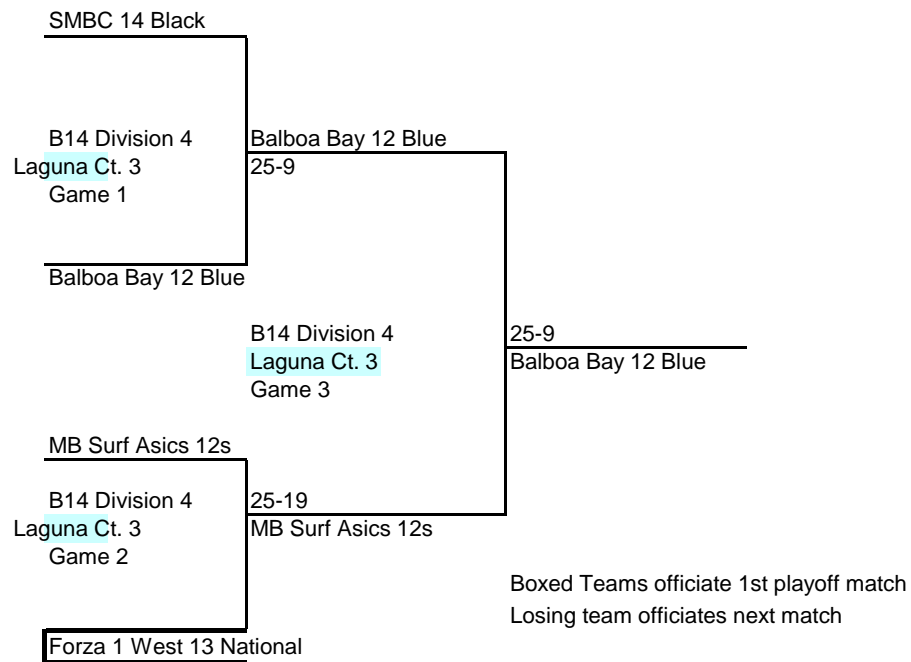 SMBC 14 Black
B14 Division 4
Balboa Bay 12 Blue
Laguna Ct. 3
25-9
Game 1
Balboa Bay 12 Blue
B14 Division 4
25-9
Laguna Ct. 3
Balboa Bay 12 Blue
Game 3
MB Surf Asics 12s
B14 Division 4
25-19
Laguna Ct. 3
MB Surf Asics 12s
Game 2
Boxed Teams officiate 1st playoff match
Losing team officiates next match
Forza 1 West 13 National